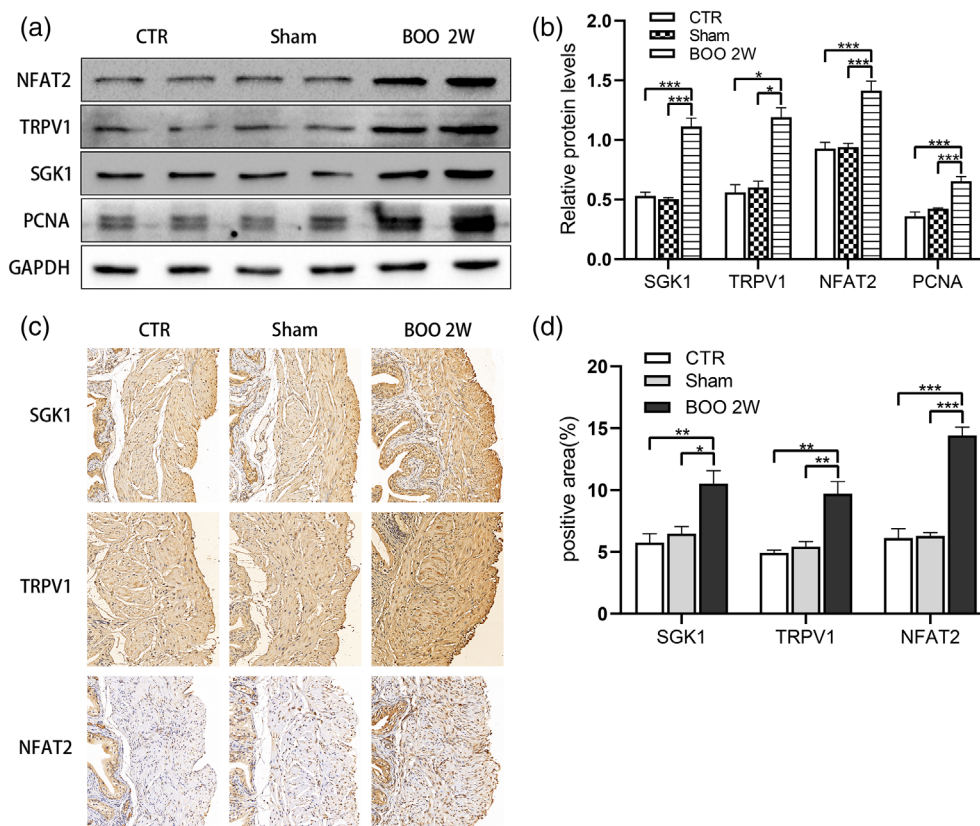 (a)
CTR Sham BOO 2W
NFAT2
TRPV1
SGK1
PCNA
GAPDH
(b)
CTR
Sham
BOO 2W
Relative protein levels
2.0
1.5
1.0
0.5
0.0
*** *** * * *** *** *** ***
SGK1 TRPV1 NFAT2 PCNA
(c)
CTR Sham BOO 2W
SGK1
TRPV1
NFAT2
(d)
CTR
Sham
BOO 2W
positive area(%)
20
15
10
5
0
** * ** ** *** ***
SGK1 TRPV1 NFAT2